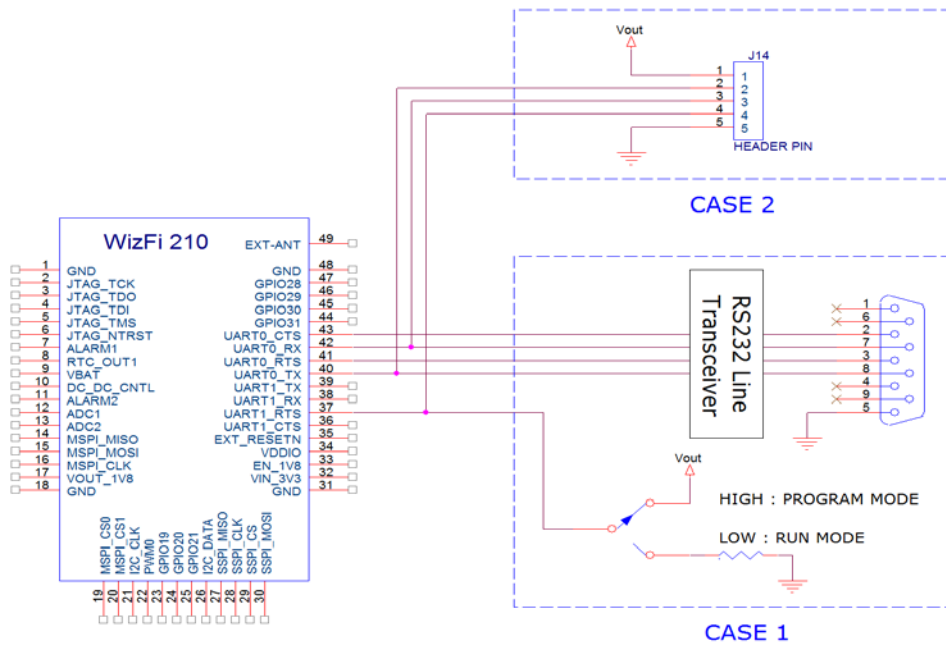 Vout
J14
1 1
2 2
3 3
4 4
5 5
HEADER PIN
CASE 2
WizFi 210
EXT-ANT 49
1 GND
2 JTAG_TCK
3 JTAG_TDO
4 JTAG_TDI
5 JTAG_TMS
6 JTAG_NTRST
7 ALARM1
8 RTC_OUT1
9 VBAT
10 DC_DC_CNTL
11 ALARM2
12 ADC1
13 ADC2
14 MSPI_MISO
15 MSPI_MOSI
16 MSPI_CLK
17 VOUT_1V8
18 GND
GND 48
GPIO28 47
GPIO29 46
GPIO30 45
GPIO31 44
UART0_CTS 43
UART0_RX 42
UART0_RTS 41
UART0_TX 40
UART1_TX 39
UART1_RX 38
UART1_RTS 37
UART1_CTS 36
EXT_RESETN 35
VDDIO 34
EN_1V8 33
VIN_3V3 32
GND 31
MSPI_CS0 19
MSPI_CS1 20
I2C_CLK 21
PWM0 22
GPIO19 23
GPIO20 24
GPIO21 25
I2C_DATA 26
SSPI_MISO 27
SSPI_CLK 28
SSPI_CS 29
SSPI_MOSI 30
RS232 Line
Transceiver
1
6
2
7
3
8
4
9
5
Vout
HIGH : PROGRAM MODE
LOW : RUN MODE
CASE 1